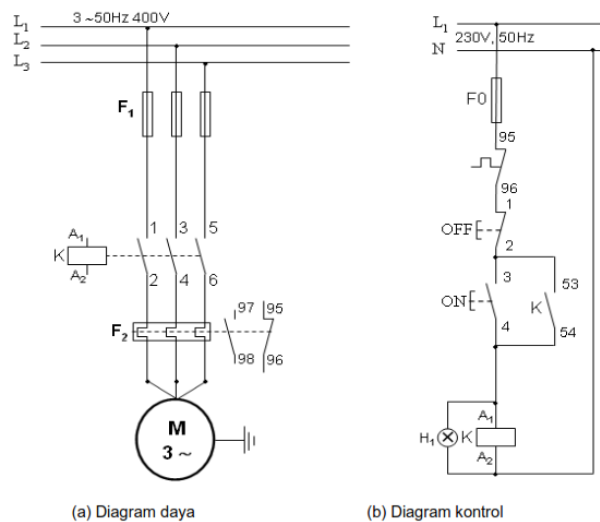 L₁ 3 ~50Hz 400V
L₂
L₃
F₁
A₁
K
A₂
1 3 5
2 4 6
F₂
97 95
98 96
M
3 ~
(a) Diagram daya
L₁
230V, 50Hz
N
F0
95
96
1
OFF
2
3
ON
4
53
K
54
A₁
H₁ K
A₂
(b) Diagram kontrol